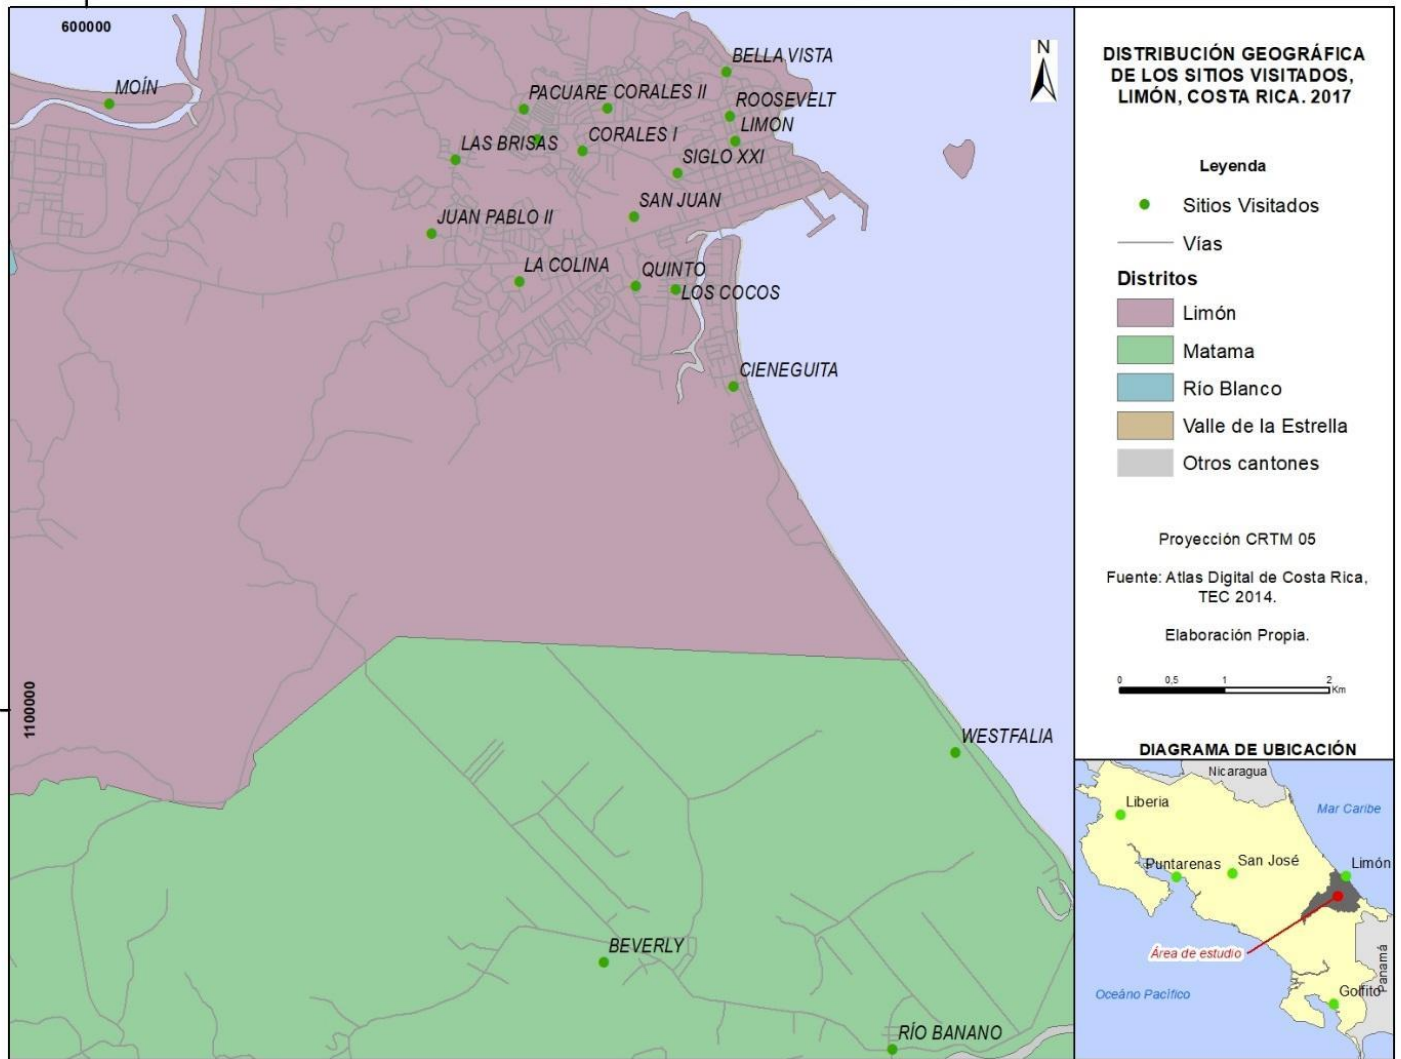 600000
1100000
MOÍN
BELLA VISTA
PACUARE
CORALES II
ROOSEVELT
LIMON
LAS BRISAS
CORALES I
SIGLO XXI
SAN JUAN
JUAN PABLO II
LA COLINA
QUINTO
LOS COCOS
CIENEGUITA
WESTFALIA
BEVERLY
RÍO BANANO
N
DISTRIBUCIÓN GEOGRÁFICA
DE LOS SITIOS VISITADOS,
LIMÓN, COSTA RICA. 2017
Leyenda
Sitios Visitados
Vías
Distritos
Limón
Matama
Río Blanco
Valle de la Estrella
Otros cantones
Proyección CRTM 05
Fuente: Atlas Digital de Costa Rica,
TEC 2014.
Elaboración Propia.
0 0,5 1 2
Km
DIAGRAMA DE UBICACIÓN
Nicaragua
Liberia
Mar Caribe
Puntarenas
San José
Limón
Área de estudio
Panamá
Oceáno Pacífico
Golfito